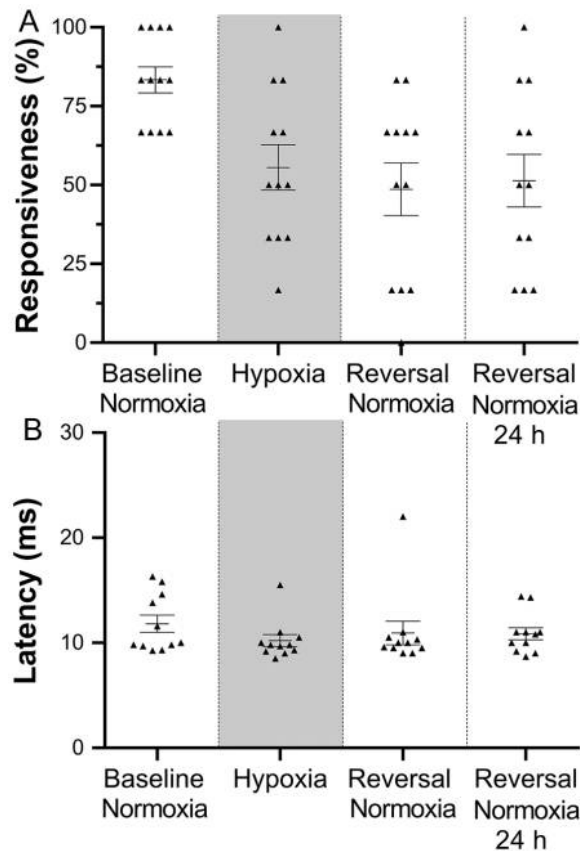 A
Responsiveness (%)
100
75
50
25
0
Baseline
Normoxia
Hypoxia
Reversal
Normoxia
Reversal
Normoxia
24 h
B
Latency (ms)
30
20
10
0
Baseline
Normoxia
Hypoxia
Reversal
Normoxia
Reversal
Normoxia
24 h